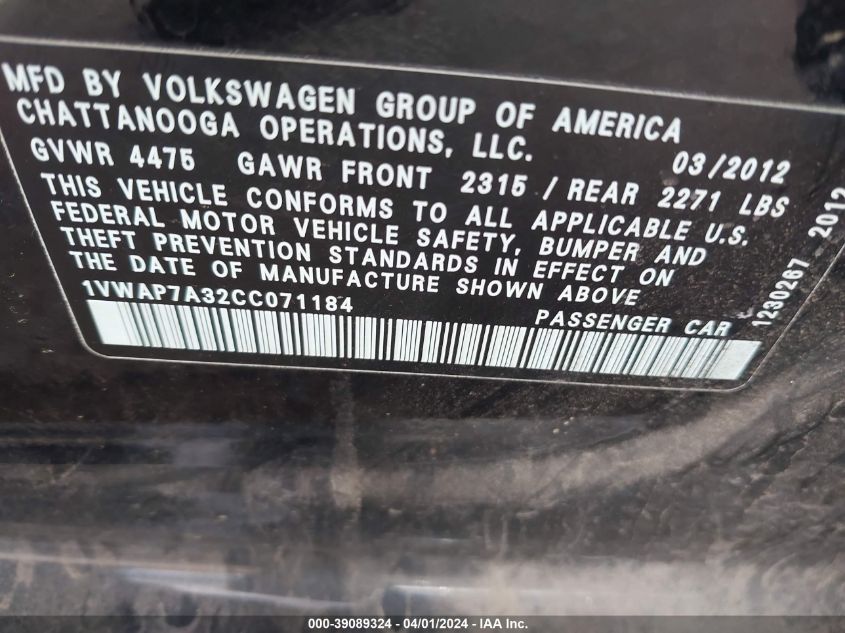 MFD BY VOLKSWAGEN GROUP OF AMERICA
CHATTANOOGA OPERATIONS, LLC.
03/2012
GVWR 4475 GAWR FRONT 2315 / REAR 2271 LBS
THIS VEHICLE CONFORMS TO ALL APPLICABLE U.S.
FEDERAL MOTOR VEHICLE SAFETY, BUMPER AND
THEFT PREVENTION STANDARDS IN EFFECT ON
THE DATE OF MANUFACTURE SHOWN ABOVE
1VWAP7A32CC071184
PASSENGER CAR
1230267 2012
000-39089324 - 04/01/2024 - IAA Inc.